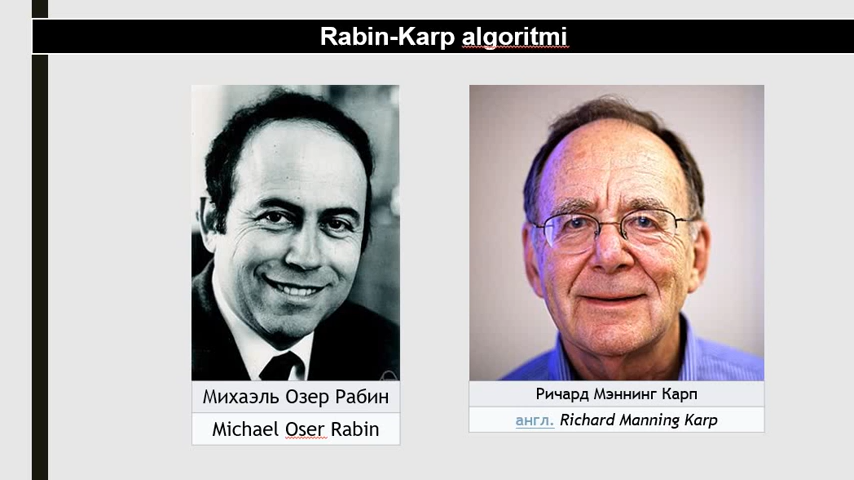 Rabin-Karp algoritmi
Михаэль Озер Рабин
Michael Oser Rabin
Ричард Мэннинг Карп
англ. Richard Manning Karp